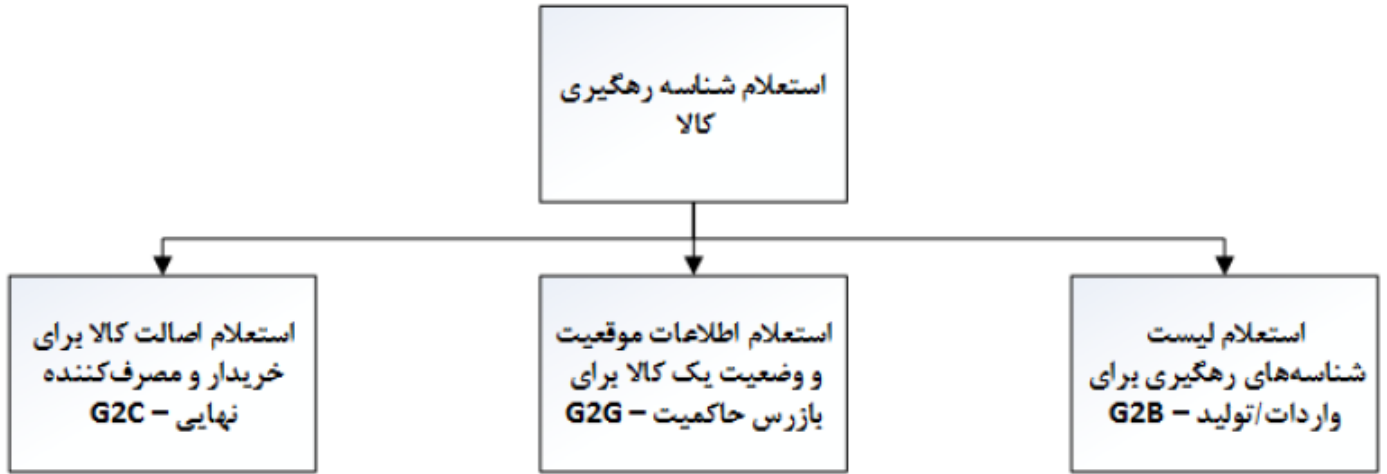 استعلام شناسه رهگیری
کالا
استعلام لیست
شناسه‌های رهگیری برای
واردات/تولید – G2B
استعلام اطلاعات موقعیت
و وضعیت یک کالا برای
بازرس حاکمیت – G2G
استعلام اصالت کالا برای
خریدار و مصرف‌کننده
نهایی – G2C